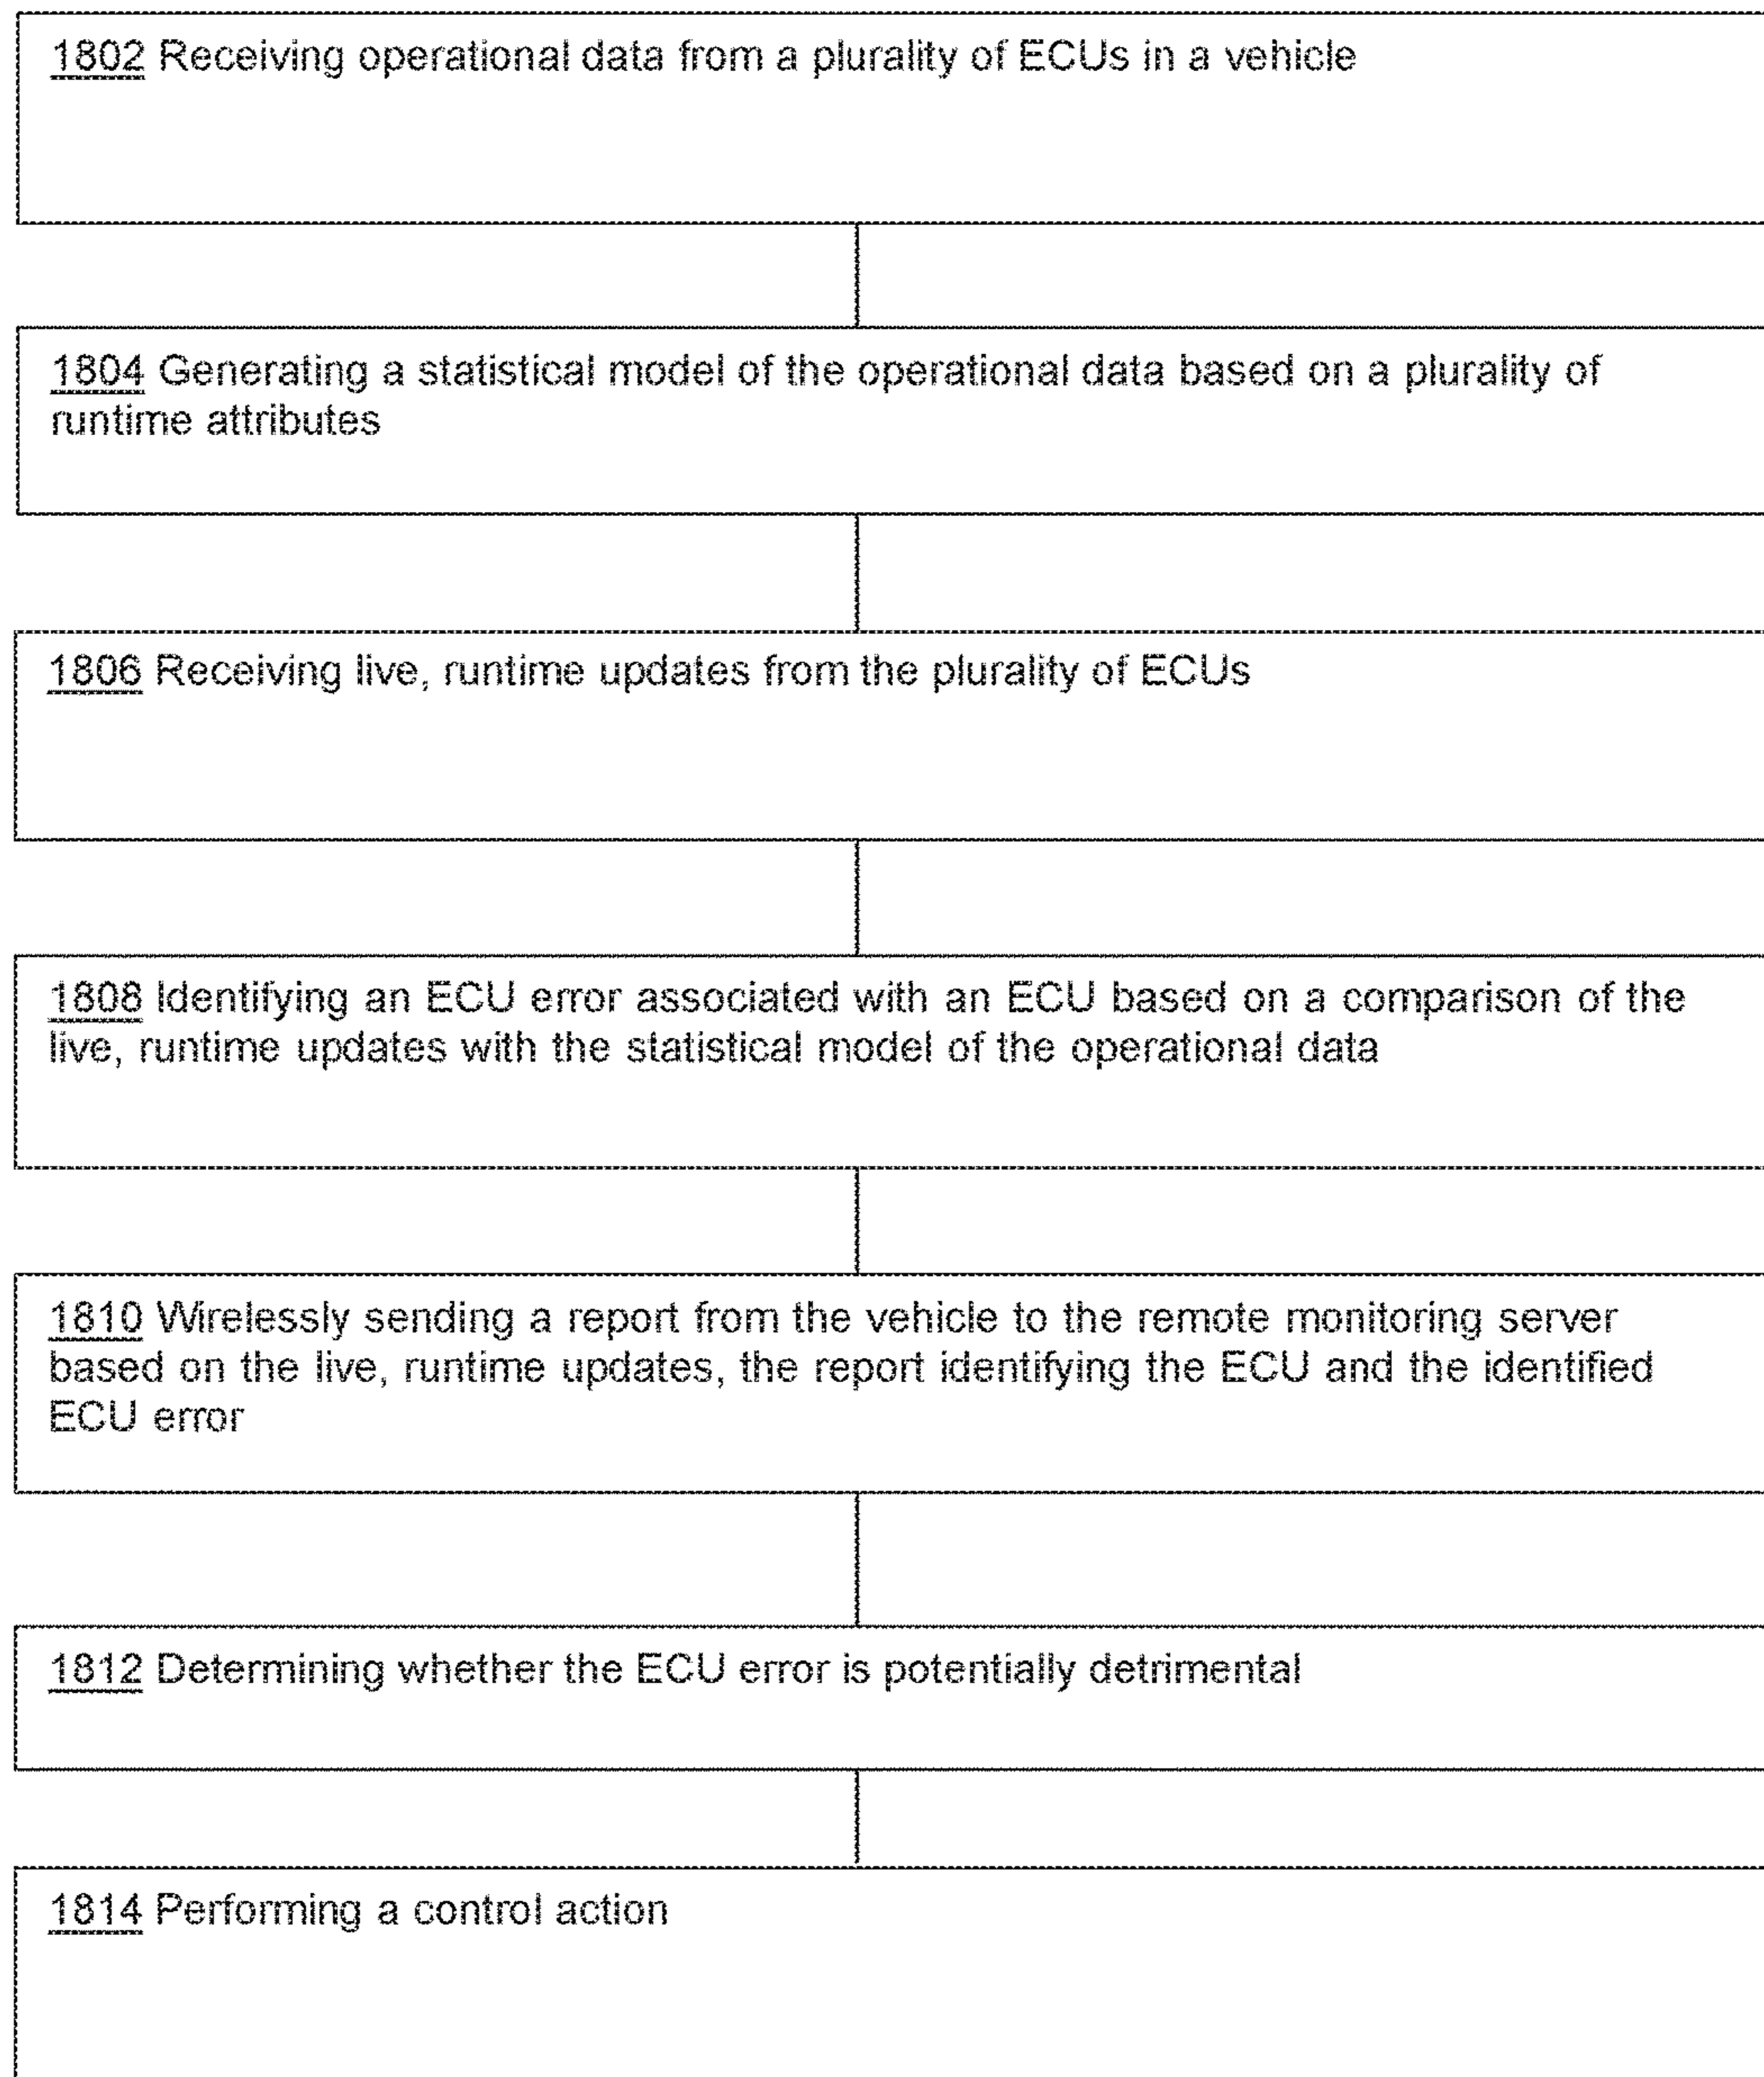 1802 Receiving operational data from a plurality of ECUs in a vehicle
1804 Generating a statistical model of the operational data based on a plurality of
runtime attributes
1806 Receiving live, runtime updates from the plurality of ECUs
1808 Identifying an ECU error associated with an ECU based on a comparison of the
live, runtime updates with the statistical model of the operational data
1810 Wirelessly sending a report from the vehicle to the remote monitoring server
based on the live, runtime updates, the report identifying the ECU and the identified
ECU error
1812 Determining whether the ECU error is potentially detrimental
1814 Performing a control action